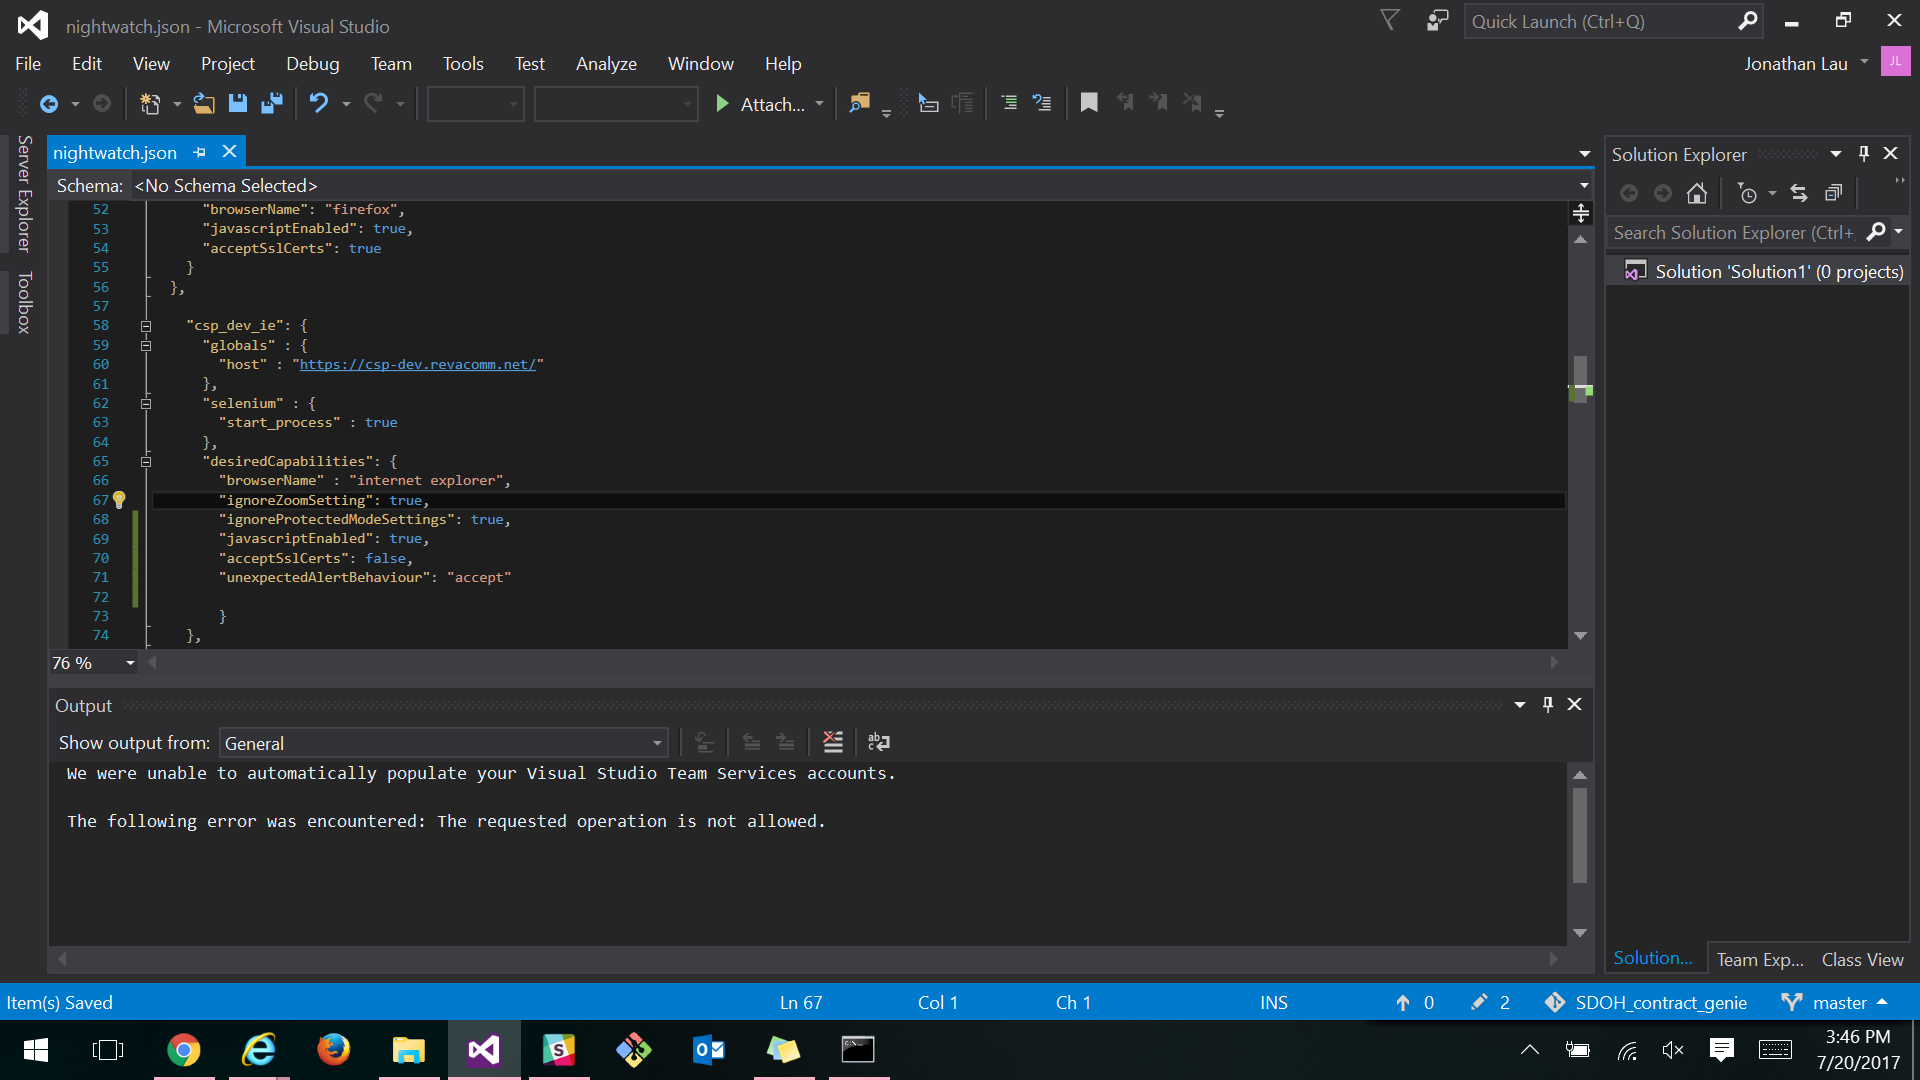 nightwatch.json - Microsoft Visual Studio
Quick Launch (Ctrl+Q)
File Edit View Project Debug Team Tools Test Analyze Window Help
Jonathan Lau JL
Attach...
Server Explorer
Toolbox
nightwatch.json
Schema: <No Schema Selected>
52 "browserName": "firefox",
53 "javascriptEnabled": true,
54 "acceptSslCerts": true
55 }
56 },
57
58 "csp_dev_ie": {
59 "globals" : {
60 "host" : "https://csp-dev.revacomm.net/"
61 },
62 "selenium" : {
63 "start_process" : true
64 },
65 "desiredCapabilities": {
66 "browserName" : "internet explorer",
67 "ignoreZoomSetting": true,
68 "ignoreProtectedModeSettings": true,
69 "javascriptEnabled": true,
70 "acceptSslCerts": false,
71 "unexpectedAlertBehaviour": "accept"
72
73 }
74 },
76 %
Solution Explorer
Search Solution Explorer (Ctrl+
Solution 'Solution1' (0 projects)
Solution... Team Exp... Class View
Output
Show output from: General
We were unable to automatically populate your Visual Studio Team Services accounts.
The following error was encountered: The requested operation is not allowed.
Item(s) Saved Ln 67 Col 1 Ch 1 INS 0 2 SDOH_contract_genie master
3:46 PM
7/20/2017